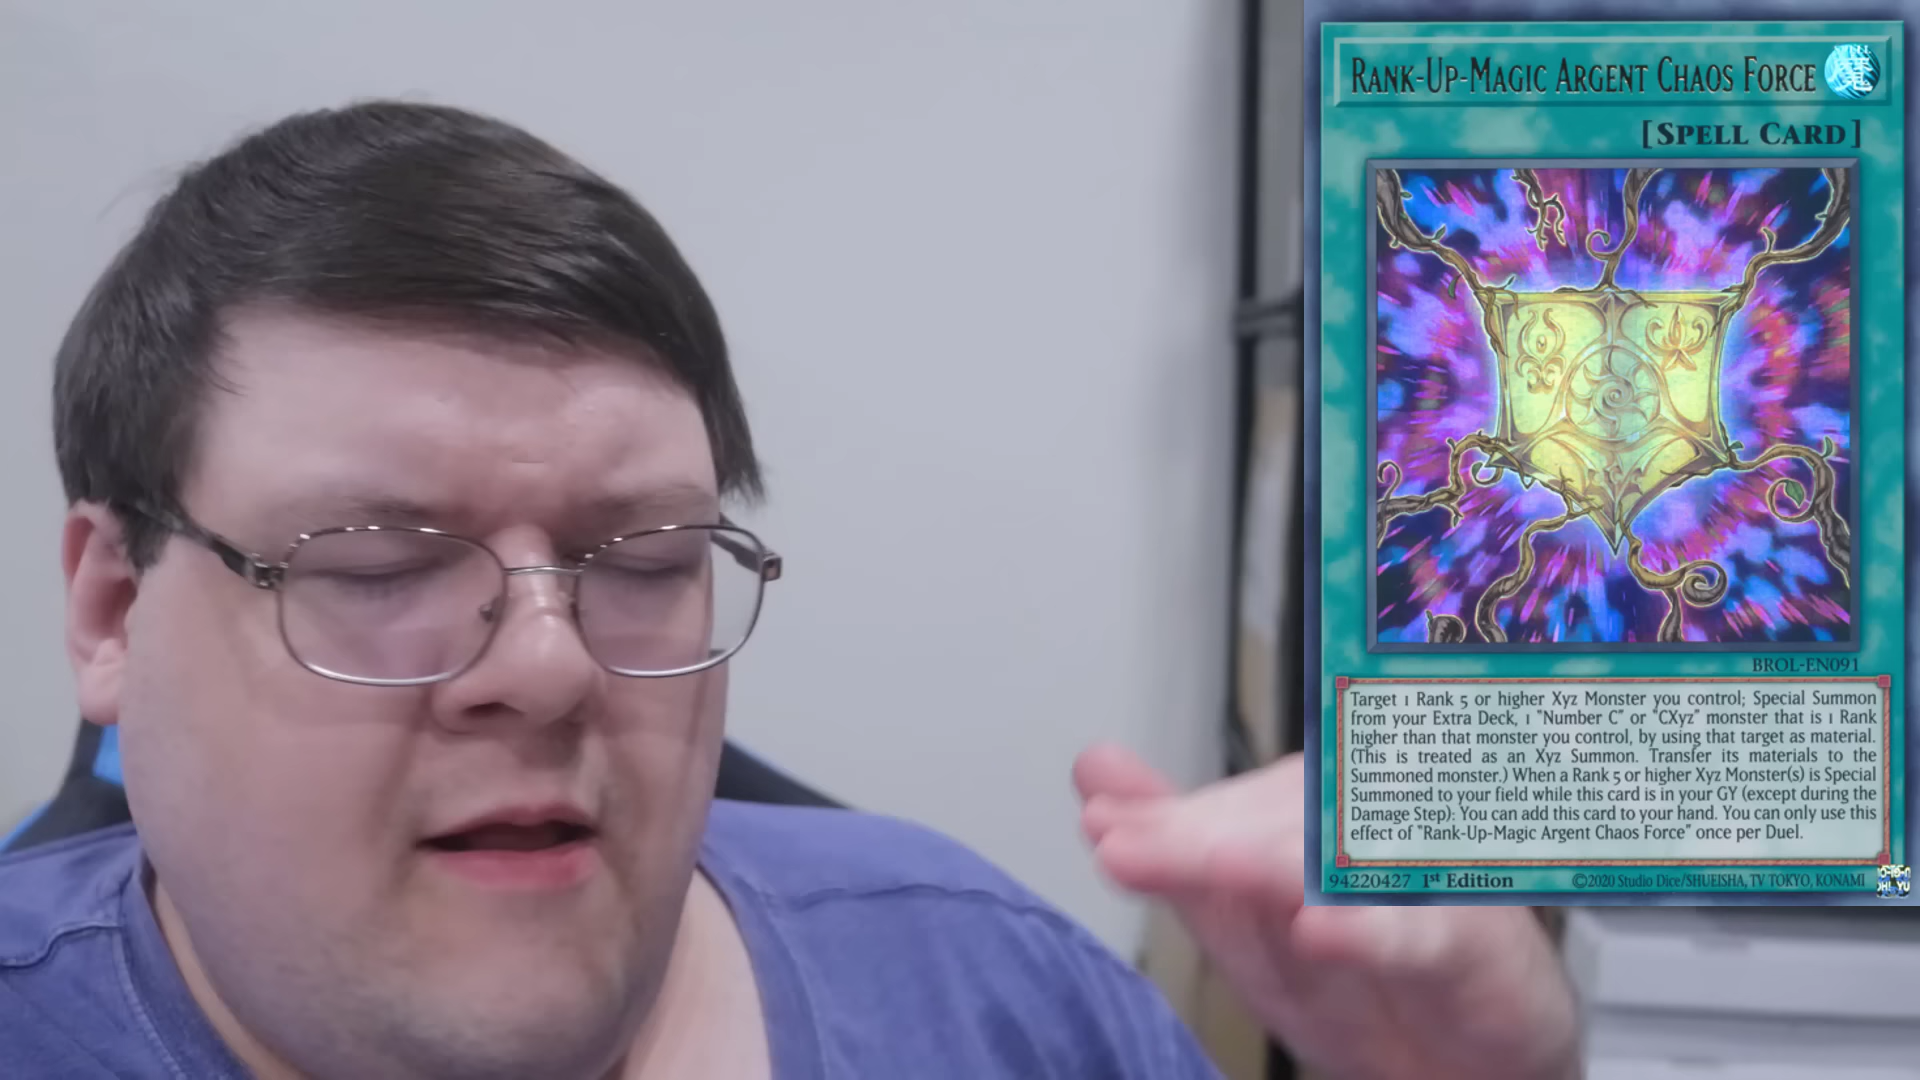 RANK-UP-MAGIC ARGENT CHAOS FORCE
[SPELL CARD]
BROL-EN091
Target 1 Rank 5 or higher Xyz Monster you control; Special Summon
from your Extra Deck, 1 "Number C" or "CXyz" monster that is 1 Rank
higher than that monster you control, by using that target as material.
(This is treated as an Xyz Summon. Transfer its materials to the
Summoned monster.) When a Rank 5 or higher Xyz Monster(s) is Special
Summoned to your field while this card is in your GY (except during the
Damage Step): You can add this card to your hand. You can only use this
effect of "Rank-Up-Magic Argent Chaos Force" once per Duel.
94220427 1st Edition ©2020 Studio Dice/SHUEISHA, TV TOKYO, KONAMI